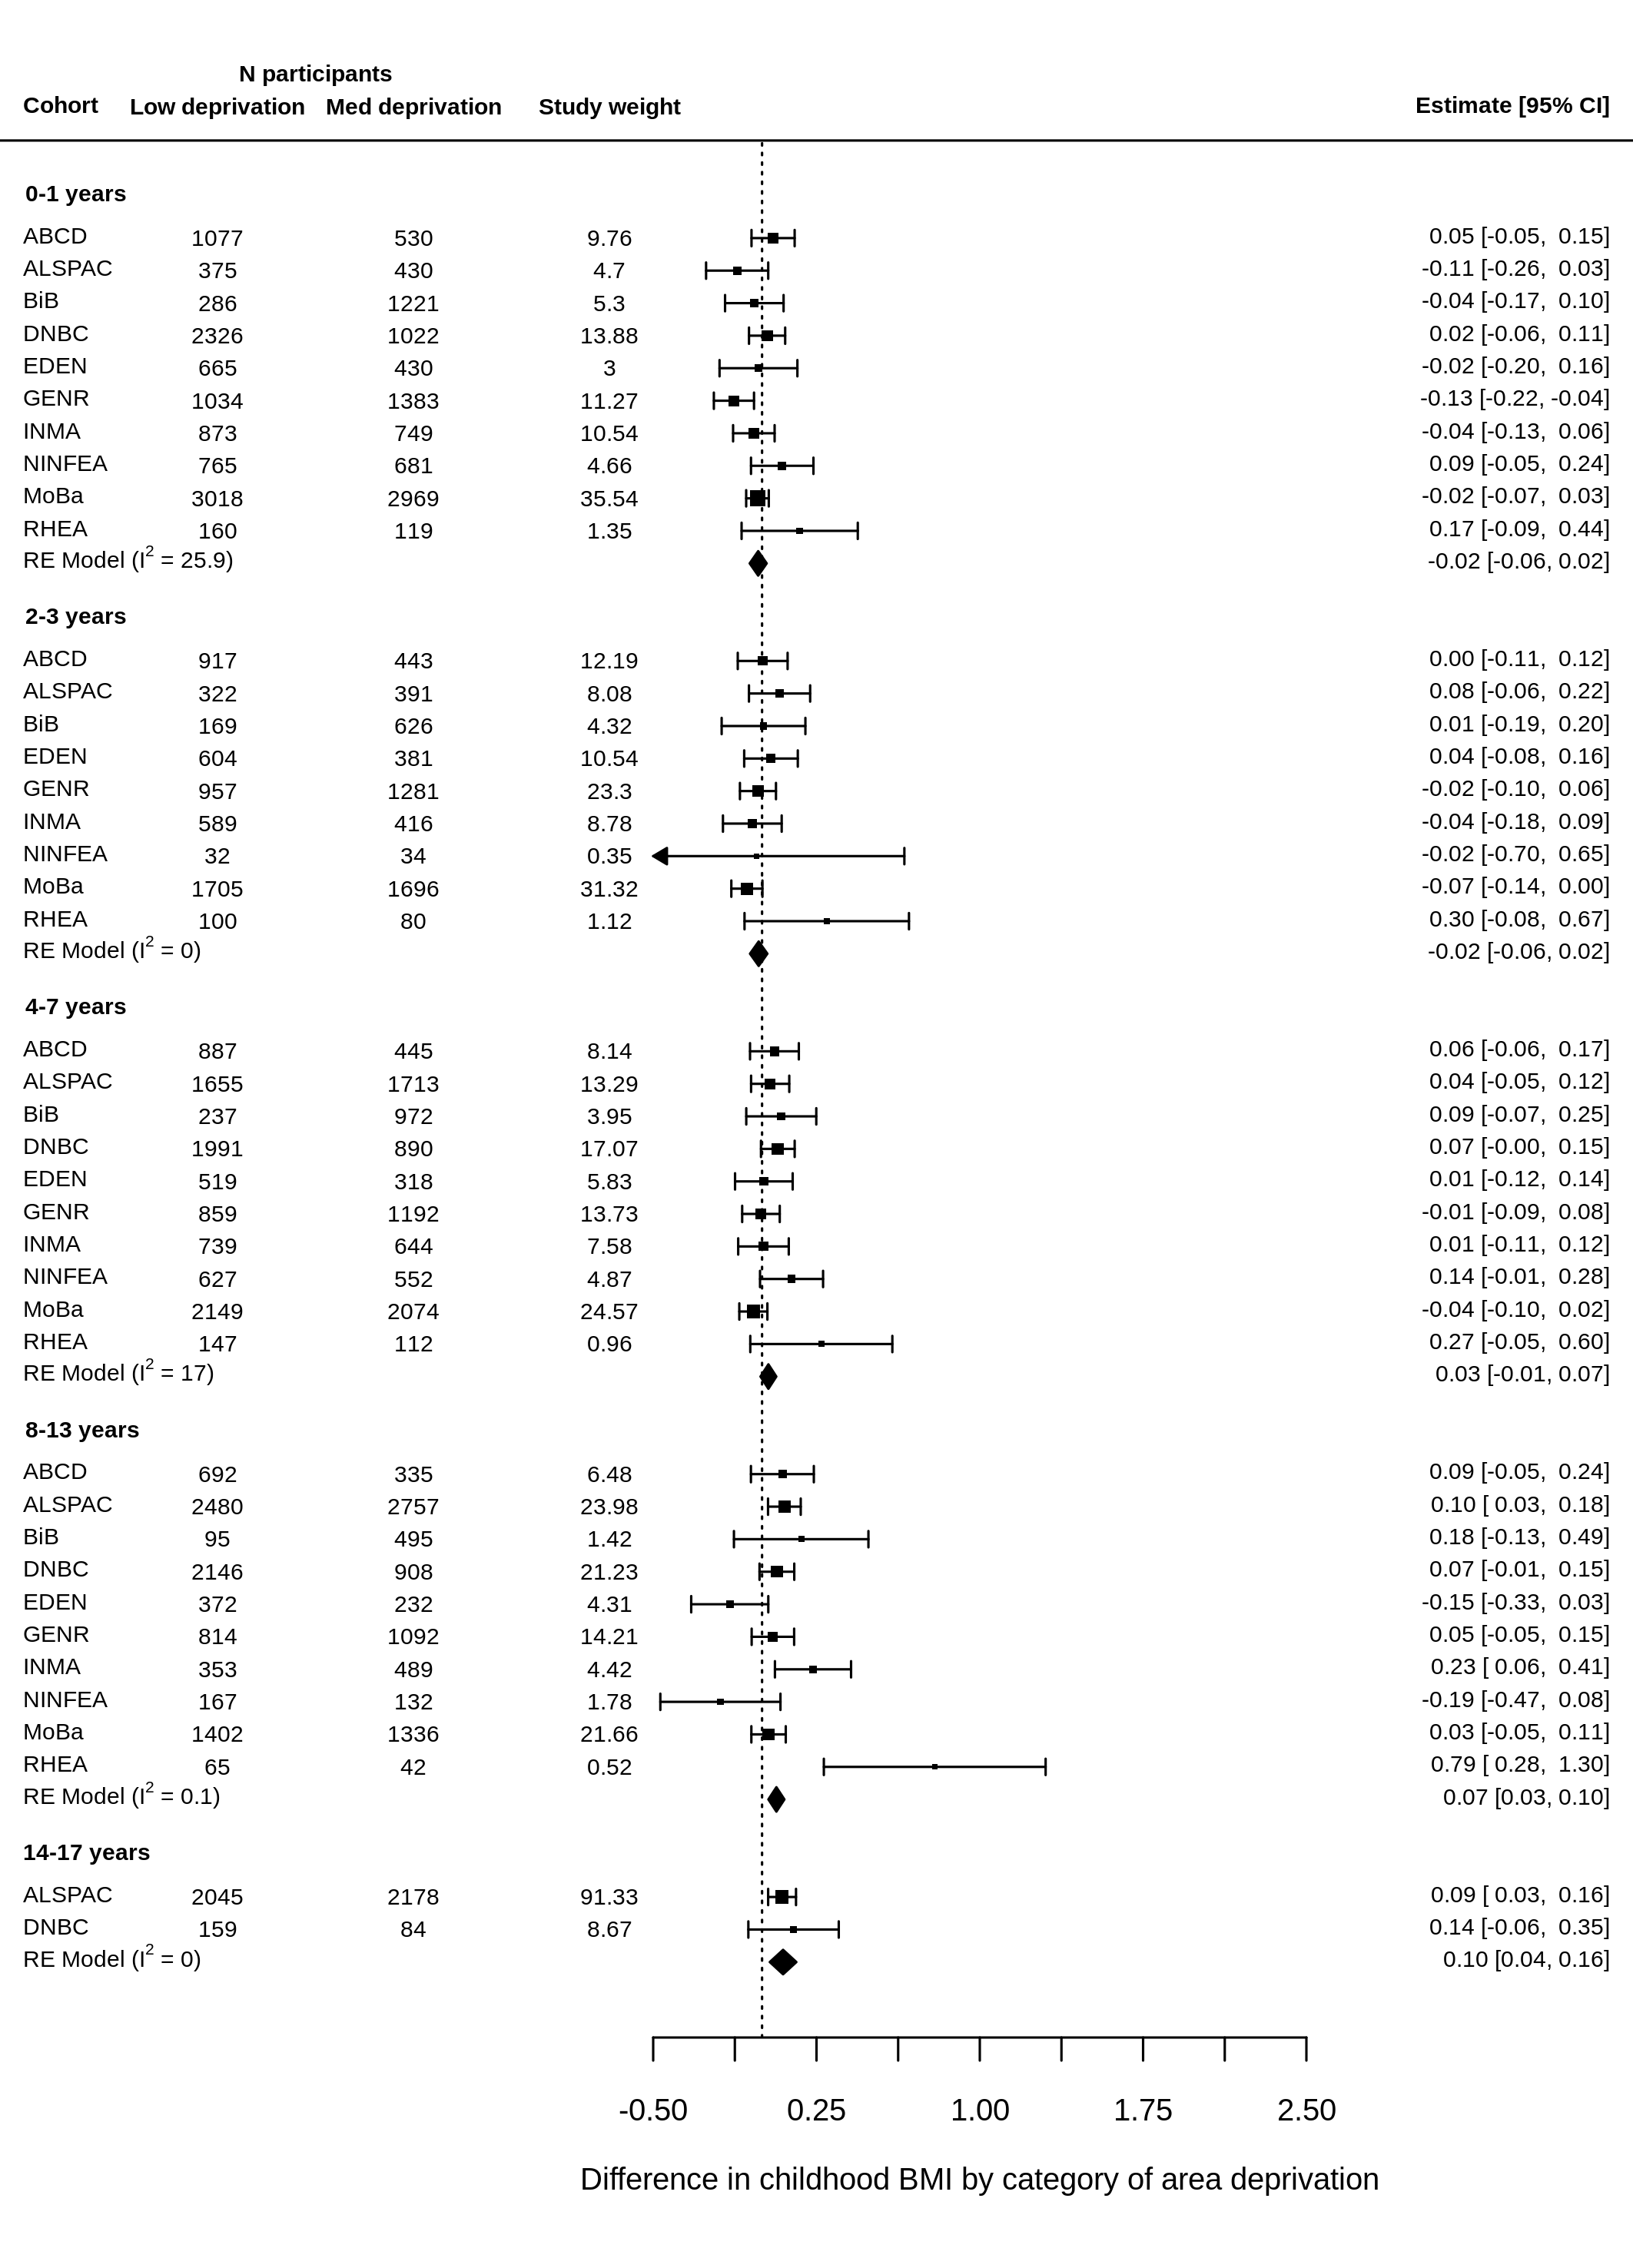 N participants
Cohort Low deprivation Med deprivation Study weight Estimate [95% CI]
0-1 years
ABCD 1077 530 9.76 0.05 [-0.05, 0.15]
ALSPAC 375 430 4.7 -0.11 [-0.26, 0.03]
BiB 286 1221 5.3 -0.04 [-0.17, 0.10]
DNBC 2326 1022 13.88 0.02 [-0.06, 0.11]
EDEN 665 430 3 -0.02 [-0.20, 0.16]
GENR 1034 1383 11.27 -0.13 [-0.22, -0.04]
INMA 873 749 10.54 -0.04 [-0.13, 0.06]
NINFEA 765 681 4.66 0.09 [-0.05, 0.24]
MoBa 3018 2969 35.54 -0.02 [-0.07, 0.03]
RHEA 160 119 1.35 0.17 [-0.09, 0.44]
RE Model (I2 = 25.9) -0.02 [-0.06, 0.02]
2-3 years
ABCD 917 443 12.19 0.00 [-0.11, 0.12]
ALSPAC 322 391 8.08 0.08 [-0.06, 0.22]
BiB 169 626 4.32 0.01 [-0.19, 0.20]
EDEN 604 381 10.54 0.04 [-0.08, 0.16]
GENR 957 1281 23.3 -0.02 [-0.10, 0.06]
INMA 589 416 8.78 -0.04 [-0.18, 0.09]
NINFEA 32 34 0.35 -0.02 [-0.70, 0.65]
MoBa 1705 1696 31.32 -0.07 [-0.14, 0.00]
RHEA 100 80 1.12 0.30 [-0.08, 0.67]
RE Model (I2 = 0) -0.02 [-0.06, 0.02]
4-7 years
ABCD 887 445 8.14 0.06 [-0.06, 0.17]
ALSPAC 1655 1713 13.29 0.04 [-0.05, 0.12]
BiB 237 972 3.95 0.09 [-0.07, 0.25]
DNBC 1991 890 17.07 0.07 [-0.00, 0.15]
EDEN 519 318 5.83 0.01 [-0.12, 0.14]
GENR 859 1192 13.73 -0.01 [-0.09, 0.08]
INMA 739 644 7.58 0.01 [-0.11, 0.12]
NINFEA 627 552 4.87 0.14 [-0.01, 0.28]
MoBa 2149 2074 24.57 -0.04 [-0.10, 0.02]
RHEA 147 112 0.96 0.27 [-0.05, 0.60]
RE Model (I2 = 17) 0.03 [-0.01, 0.07]
8-13 years
ABCD 692 335 6.48 0.09 [-0.05, 0.24]
ALSPAC 2480 2757 23.98 0.10 [ 0.03, 0.18]
BiB 95 495 1.42 0.18 [-0.13, 0.49]
DNBC 2146 908 21.23 0.07 [-0.01, 0.15]
EDEN 372 232 4.31 -0.15 [-0.33, 0.03]
GENR 814 1092 14.21 0.05 [-0.05, 0.15]
INMA 353 489 4.42 0.23 [ 0.06, 0.41]
NINFEA 167 132 1.78 -0.19 [-0.47, 0.08]
MoBa 1402 1336 21.66 0.03 [-0.05, 0.11]
RHEA 65 42 0.52 0.79 [ 0.28, 1.30]
RE Model (I2 = 0.1) 0.07 [0.03, 0.10]
14-17 years
ALSPAC 2045 2178 91.33 0.09 [ 0.03, 0.16]
DNBC 159 84 8.67 0.14 [-0.06, 0.35]
RE Model (I2 = 0) 0.10 [0.04, 0.16]
-0.50 0.25 1.00 1.75 2.50
Difference in childhood BMI by category of area deprivation